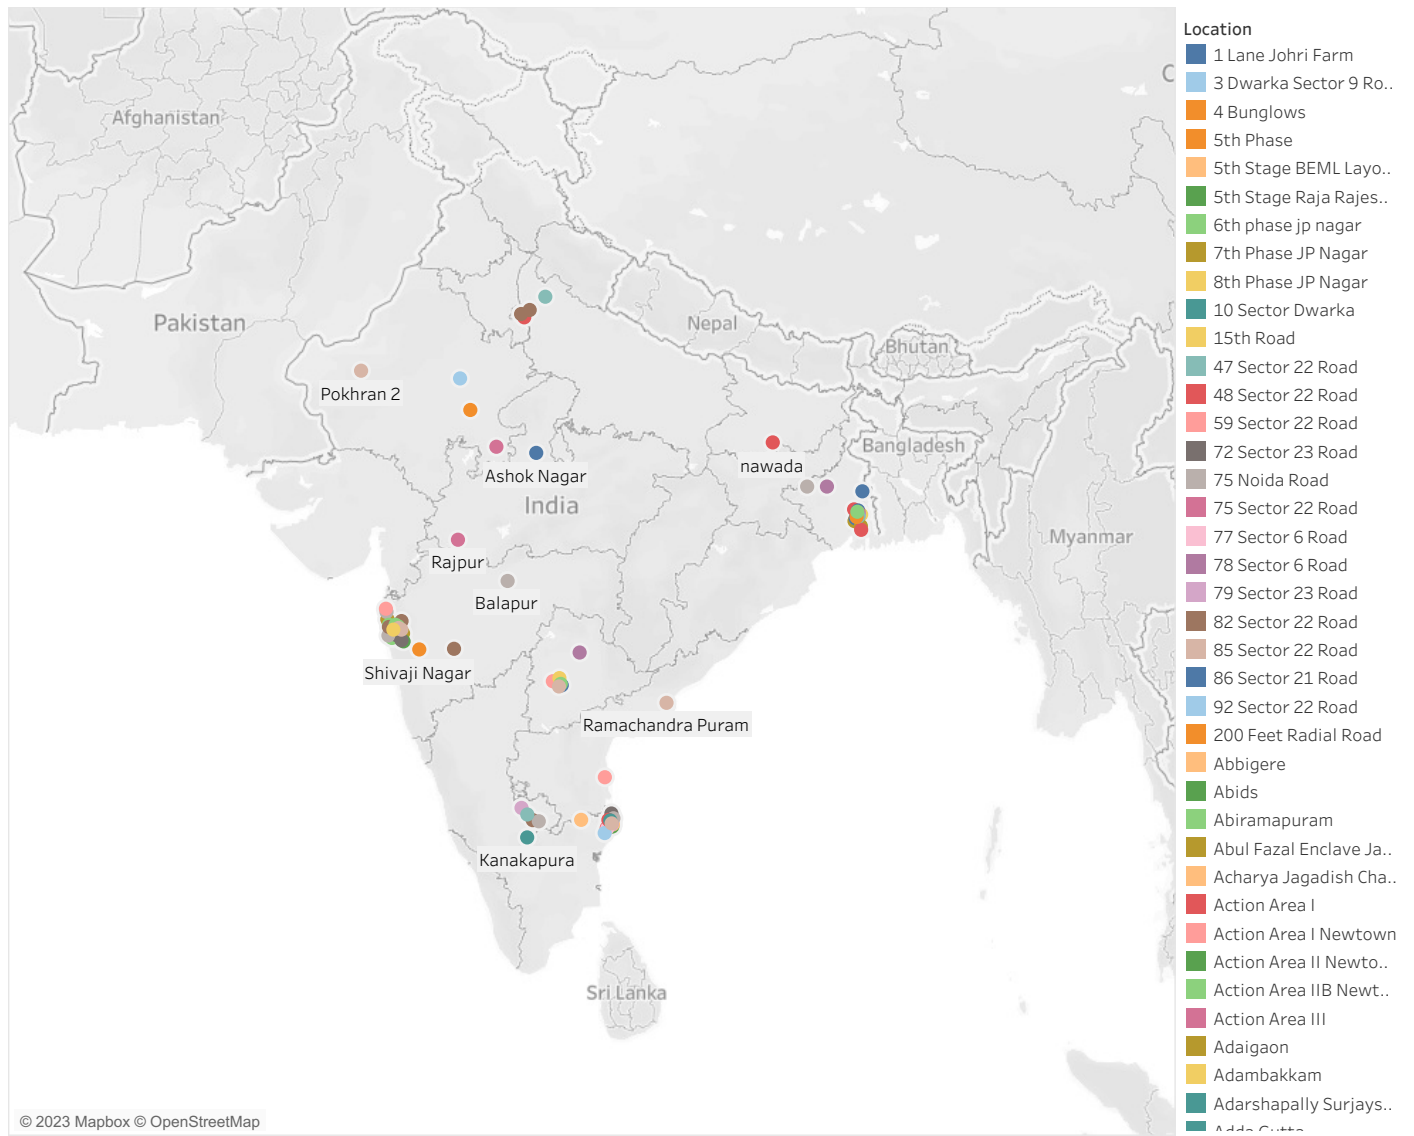 Afghanistan
Pakistan
Nepal
Bhutan
Bangladesh
India
Myanmar
Sri Lanka
C
Pokhran 2
Ashok Nagar
nawada
Rajpur
Balapur
Shivaji Nagar
Ramachandra Puram
Kanakapura
© 2023 Mapbox © OpenStreetMap
Location
1 Lane Johri Farm
3 Dwarka Sector 9 Ro..
4 Bunglows
5th Phase
5th Stage BEML Layo..
5th Stage Raja Rajes..
6th phase jp nagar
7th Phase JP Nagar
8th Phase JP Nagar
10 Sector Dwarka
15th Road
47 Sector 22 Road
48 Sector 22 Road
59 Sector 22 Road
72 Sector 23 Road
75 Noida Road
75 Sector 22 Road
77 Sector 6 Road
78 Sector 6 Road
79 Sector 23 Road
82 Sector 22 Road
85 Sector 22 Road
86 Sector 21 Road
92 Sector 22 Road
200 Feet Radial Road
Abbigere
Abids
Abiramapuram
Abul Fazal Enclave Ja..
Acharya Jagadish Cha..
Action Area I
Action Area I Newtown
Action Area II Newto..
Action Area IIB Newt..
Action Area III
Adaigaon
Adambakkam
Adarshapally Surjays..